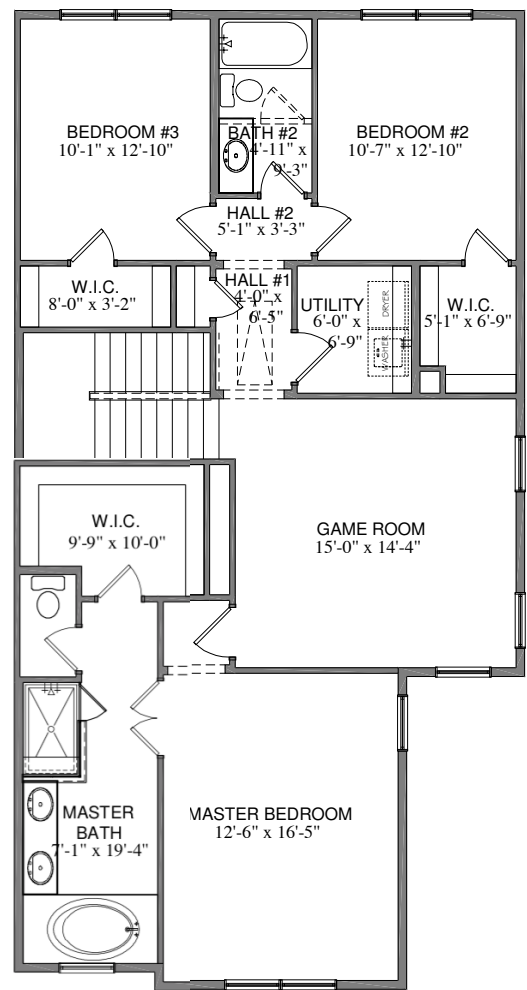 BEDROOM #3
10'-1" x 12'-10"
BATH #2
4'-11" x
9'-3"
BEDROOM #2
10'-7" x 12'-10"
HALL #2
5'-1" x 3'-3"
W.I.C.
8'-0" x 3'-2"
HALL #1
4'-0" x
6'-5"
UTILITY
6'-0" x
6'-9"
WASHER
DRYER
W.I.C.
5'-1" x 6'-9"
W.I.C.
9'-9" x 10'-0"
GAME ROOM
15'-0" x 14'-4"
MASTER
BATH
7'-1" x 19'-4"
MASTER BEDROOM
12'-6" x 16'-5"